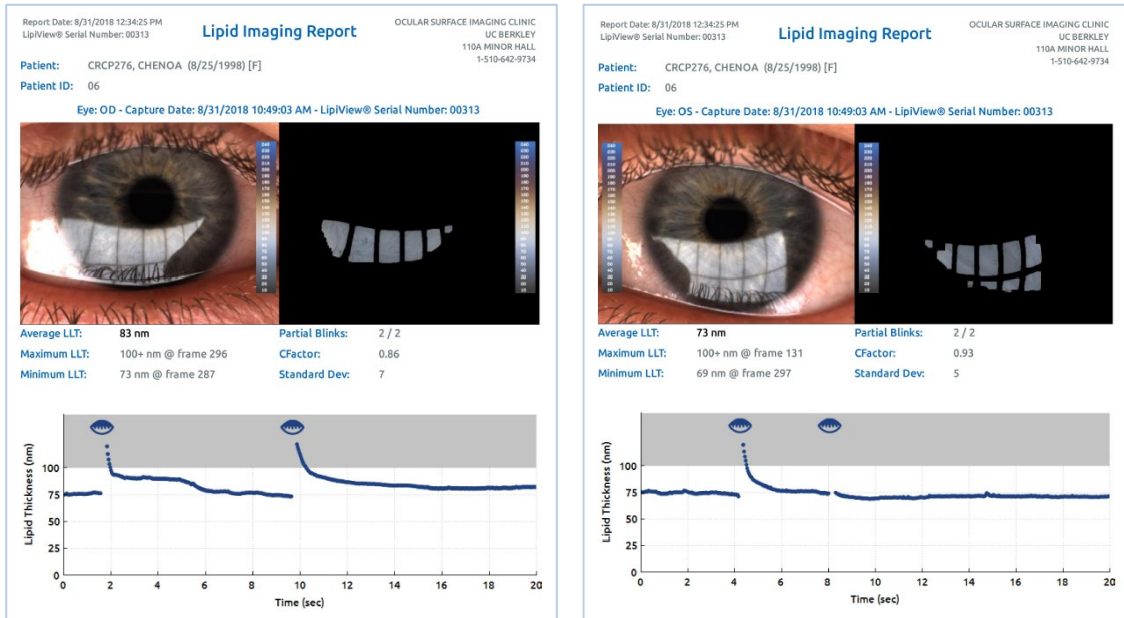 Report Date: 8/31/2018 12:34:25 PM
LipiView® Serial Number: 00313
Lipid Imaging Report
OCULAR SURFACE IMAGING CLINIC
UC BERKLEY
110A MINOR HALL
1-510-642-9734
Patient: CRCP276, CHENOA (8/25/1998) [F]
Patient ID: 06
Eye: OD - Capture Date: 8/31/2018 10:49:03 AM - LipiView® Serial Number: 00313
Average LLT: 83 nm Partial Blinks: 2 / 2
Maximum LLT: 100+ nm @ frame 296 CFactor: 0.86
Minimum LLT: 73 nm @ frame 287 Standard Dev: 7
Lipid Thickness (nm)
100
75
50
25
0
0 2 4 6 8 10 12 14 16 18 20
Time (sec)
Report Date: 8/31/2018 12:34:25 PM
LipiView® Serial Number: 00313
Lipid Imaging Report
OCULAR SURFACE IMAGING CLINIC
UC BERKLEY
110A MINOR HALL
1-510-642-9734
Patient: CRCP276, CHENOA (8/25/1998) [F]
Patient ID: 06
Eye: OS - Capture Date: 8/31/2018 10:49:03 AM - LipiView® Serial Number: 00313
Average LLT: 73 nm Partial Blinks: 2 / 2
Maximum LLT: 100+ nm @ frame 131 CFactor: 0.93
Minimum LLT: 69 nm @ frame 297 Standard Dev: 5
Lipid Thickness (nm)
100
75
50
25
0
0 2 4 6 8 10 12 14 16 18 20
Time (sec)